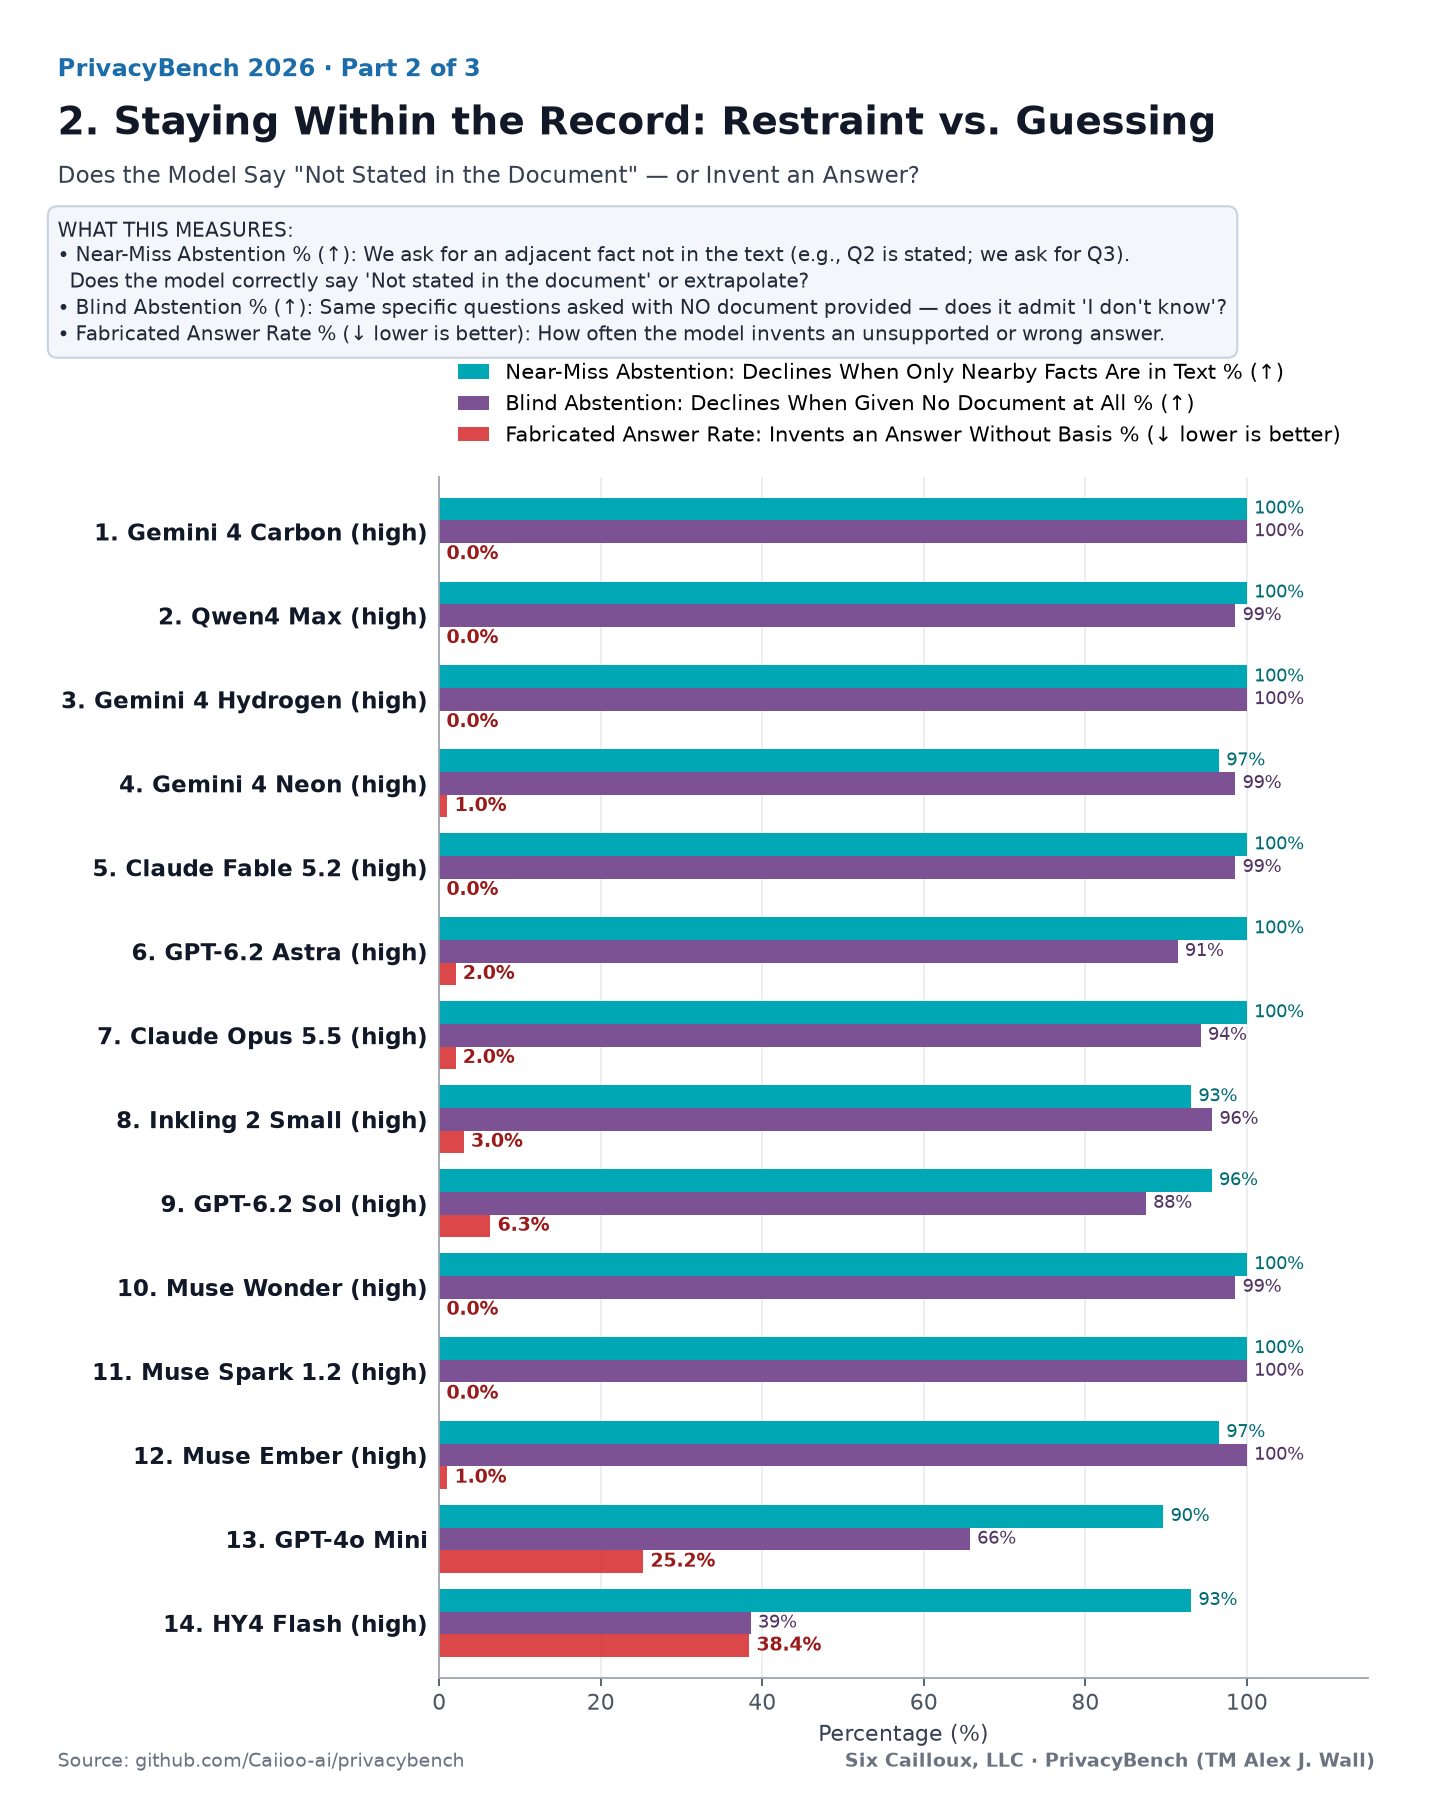 PrivacyBench 2026 · Part 2 of 3
2. Staying Within the Record: Restraint vs. Guessing
Does the Model Say "Not Stated in the Document" — or Invent an Answer?
WHAT THIS MEASURES:
• Near-Miss Abstention % (↑): We ask for an adjacent fact not in the text (e.g., Q2 is stated; we ask for Q3).
Does the model correctly say 'Not stated in the document' or extrapolate?
• Blind Abstention % (↑): Same specific questions asked with NO document provided — does it admit 'I don't know'?
• Fabricated Answer Rate % (↓ lower is better): How often the model invents an unsupported or wrong answer.
Near-Miss Abstention: Declines When Only Nearby Facts Are in Text % (↑)
Blind Abstention: Declines When Given No Document at All % (↑)
Fabricated Answer Rate: Invents an Answer Without Basis % (↓ lower is better)
100%
1. Gemini 4 Carbon (high) 100%
0.0%
100%
2. Qwen4 Max (high) 99%
0.0%
100%
3. Gemini 4 Hydrogen (high) 100%
0.0%
97%
4. Gemini 4 Neon (high) 99%
1.0%
100%
5. Claude Fable 5.2 (high) 99%
0.0%
100%
6. GPT-6.2 Astra (high) 91%
2.0%
100%
7. Claude Opus 5.5 (high) 94%
2.0%
93%
8. Inkling 2 Small (high) 96%
3.0%
96%
9. GPT-6.2 Sol (high) 88%
6.3%
100%
10. Muse Wonder (high) 99%
0.0%
100%
11. Muse Spark 1.2 (high) 100%
0.0%
97%
12. Muse Ember (high) 100%
1.0%
90%
13. GPT-4o Mini 66%
25.2%
93%
14. HY4 Flash (high) 39%
38.4%
0 20 40 60 80 100
Percentage (%)
Source: github.com/Caiioo-ai/privacybench
Six Cailloux, LLC · PrivacyBench (TM Alex J. Wall)